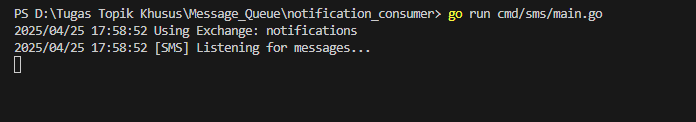 PS D:\Tugas Topik Khusus\Message_Queue\notification_consumer> go run cmd/sms/main.go
2025/04/25 17:58:52 Using Exchange: notifications
2025/04/25 17:58:52 [SMS] Listening for messages...